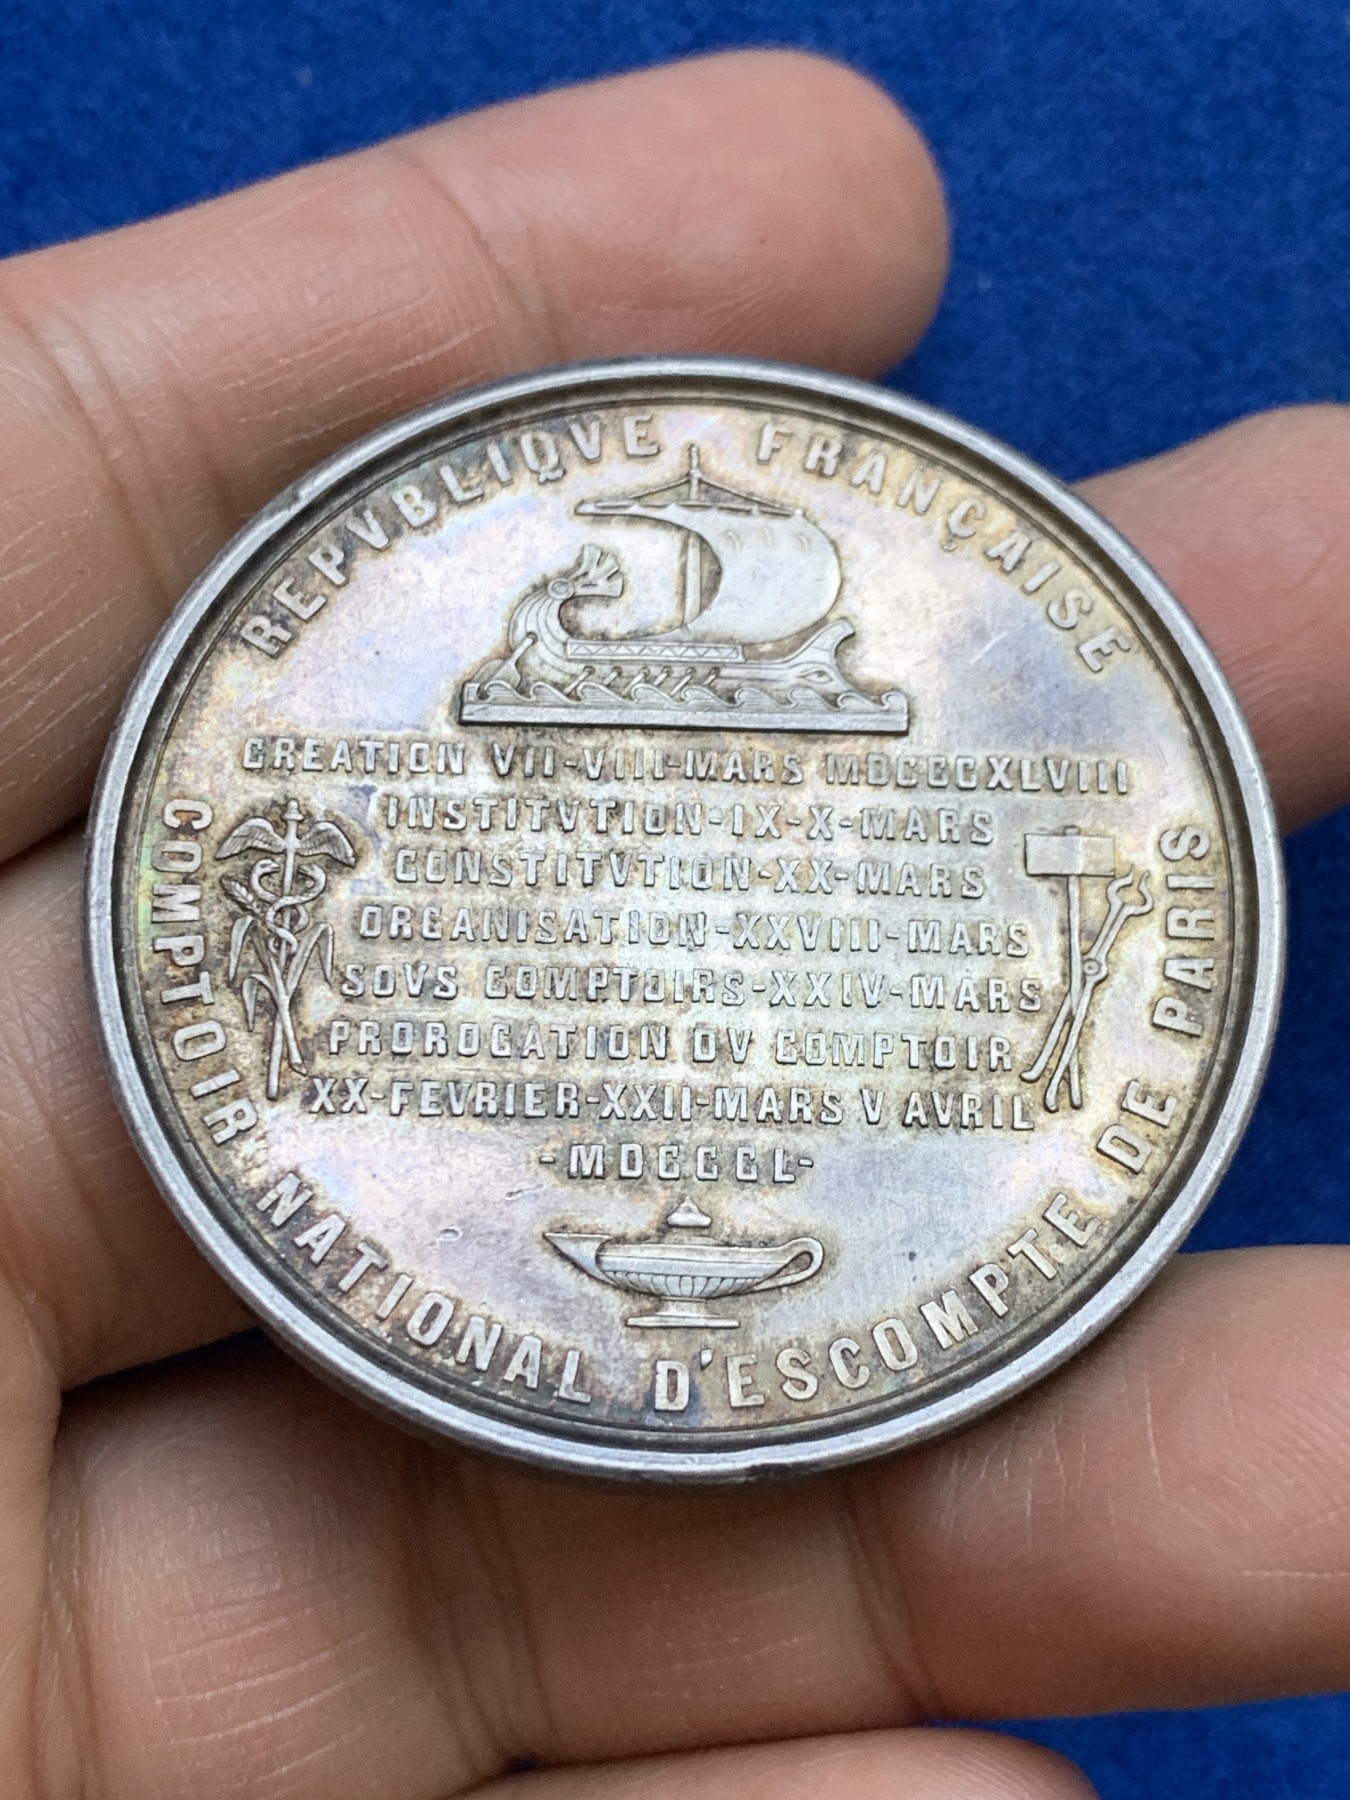 REPVBLIQVE FRANÇAISE
CREATION VII-VIII-MARS MDCCCXLVIII
INSTITVTION-IX-X-MARS
CONSTITVTION-XX-MARS
ORGANISATION-XXVIII-MARS
SOVS COMPTOIRS-XXIV-MARS
PROROGATION DV COMPTOIR
XX-FEVRIER-XXII-MARS V AVRIL
-MDCCCL-
COMPTOIR NATIONAL D'ESCOMPTE DE PARIS